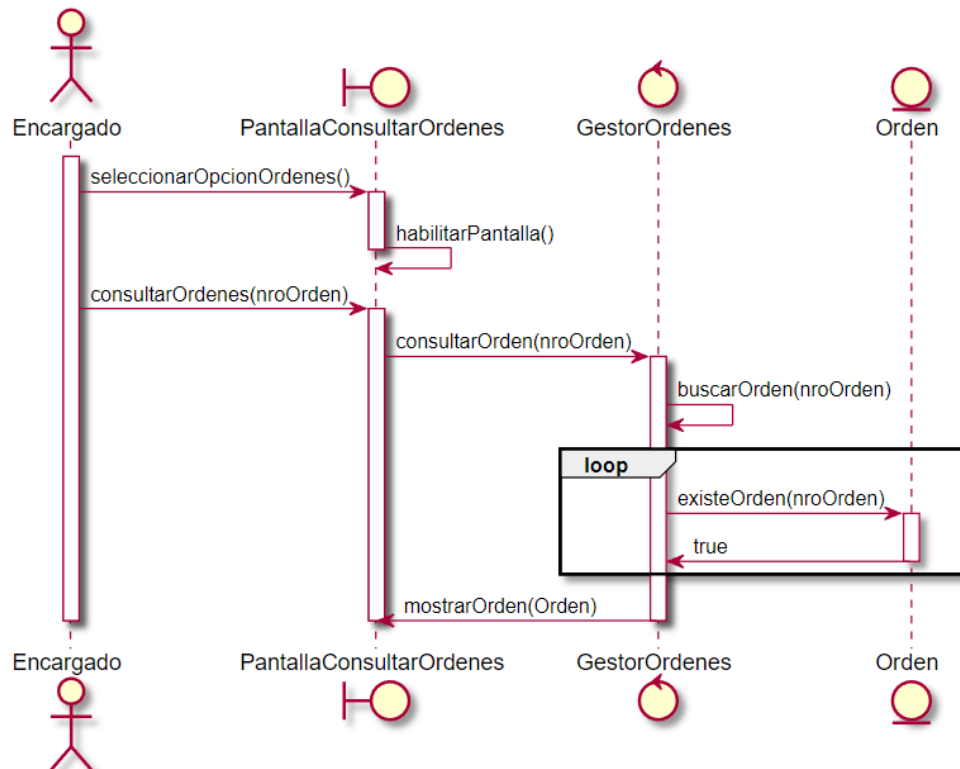 Encargado
PantallaConsultarOrdenes
GestorOrdenes
Orden
seleccionarOpcionOrdenes()
habilitarPantalla()
consultarOrdenes(nroOrden)
consultarOrden(nroOrden)
buscarOrden(nroOrden)
loop
existeOrden(nroOrden)
true
mostrarOrden(Orden)
Encargado
PantallaConsultarOrdenes
GestorOrdenes
Orden